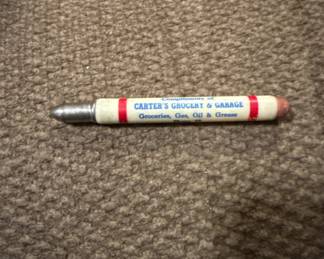 Compliments of
CARTER'S GROCERY & GARAGE
Groceries, Gas, Oil & Grease